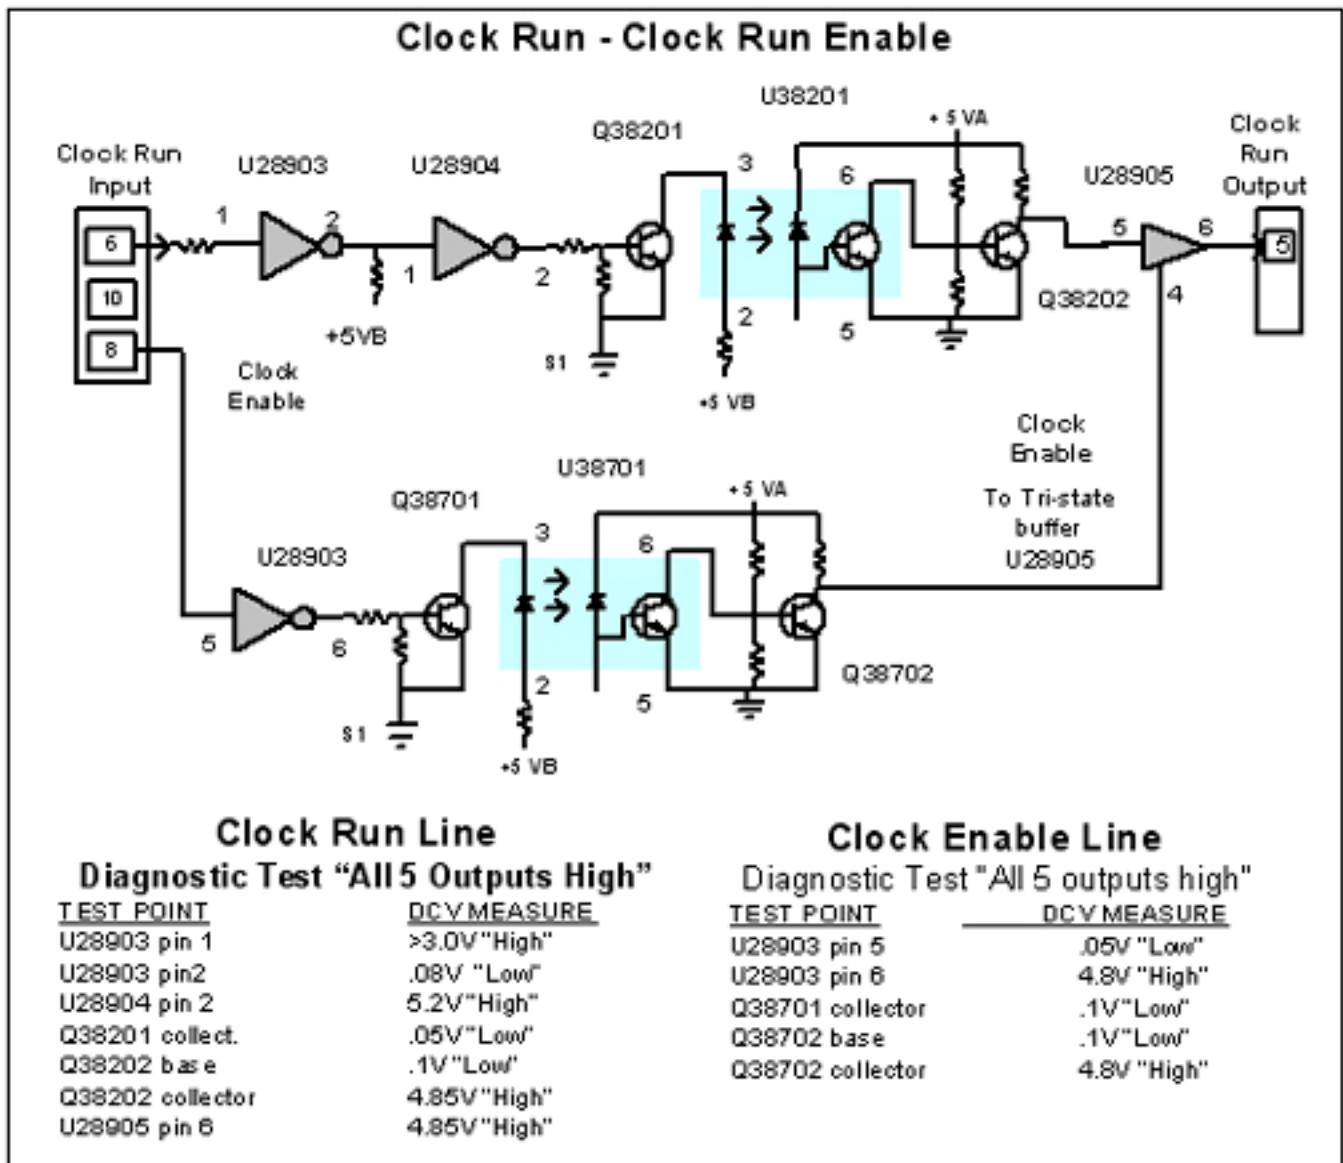 Clock Run - Clock Run Enable
U38201
+ 5 VA
Q38201
Clock
Run
Output
Clock Run
Input
U28903
U28904
3
6
U28905
1
2
5
6
6
5
1
2
4
10
Q38202
8
+5VB
2
5
S1
Clock
Enable
+5 VB
Clock
Enable
U38701
+ 5 VA
Q38701
To Tri-state
buffer
U28905
3
6
U28903
5
6
Q38702
2
5
S1
+5 VB
Clock Run Line
Diagnostic Test “All 5 Outputs High”
TEST POINT DCV MEASURE
U28903 pin 1 >3.0V "High"
U28903 pin2 .08V "Low"
U28904 pin 2 5.2V "High"
Q38201 collect. .05V "Low"
Q38202 base .1V "Low"
Q38202 collector 4.85V "High"
U28905 pin 6 4.85V "High"
Clock Enable Line
Diagnostic Test "All 5 outputs high"
TEST POINT DCV MEASURE
U28903 pin 5 .05V "Low"
U28903 pin 6 4.8V "High"
Q38701 collector .1V "Low"
Q38702 base .1V "Low"
Q38702 collector 4.8V "High"